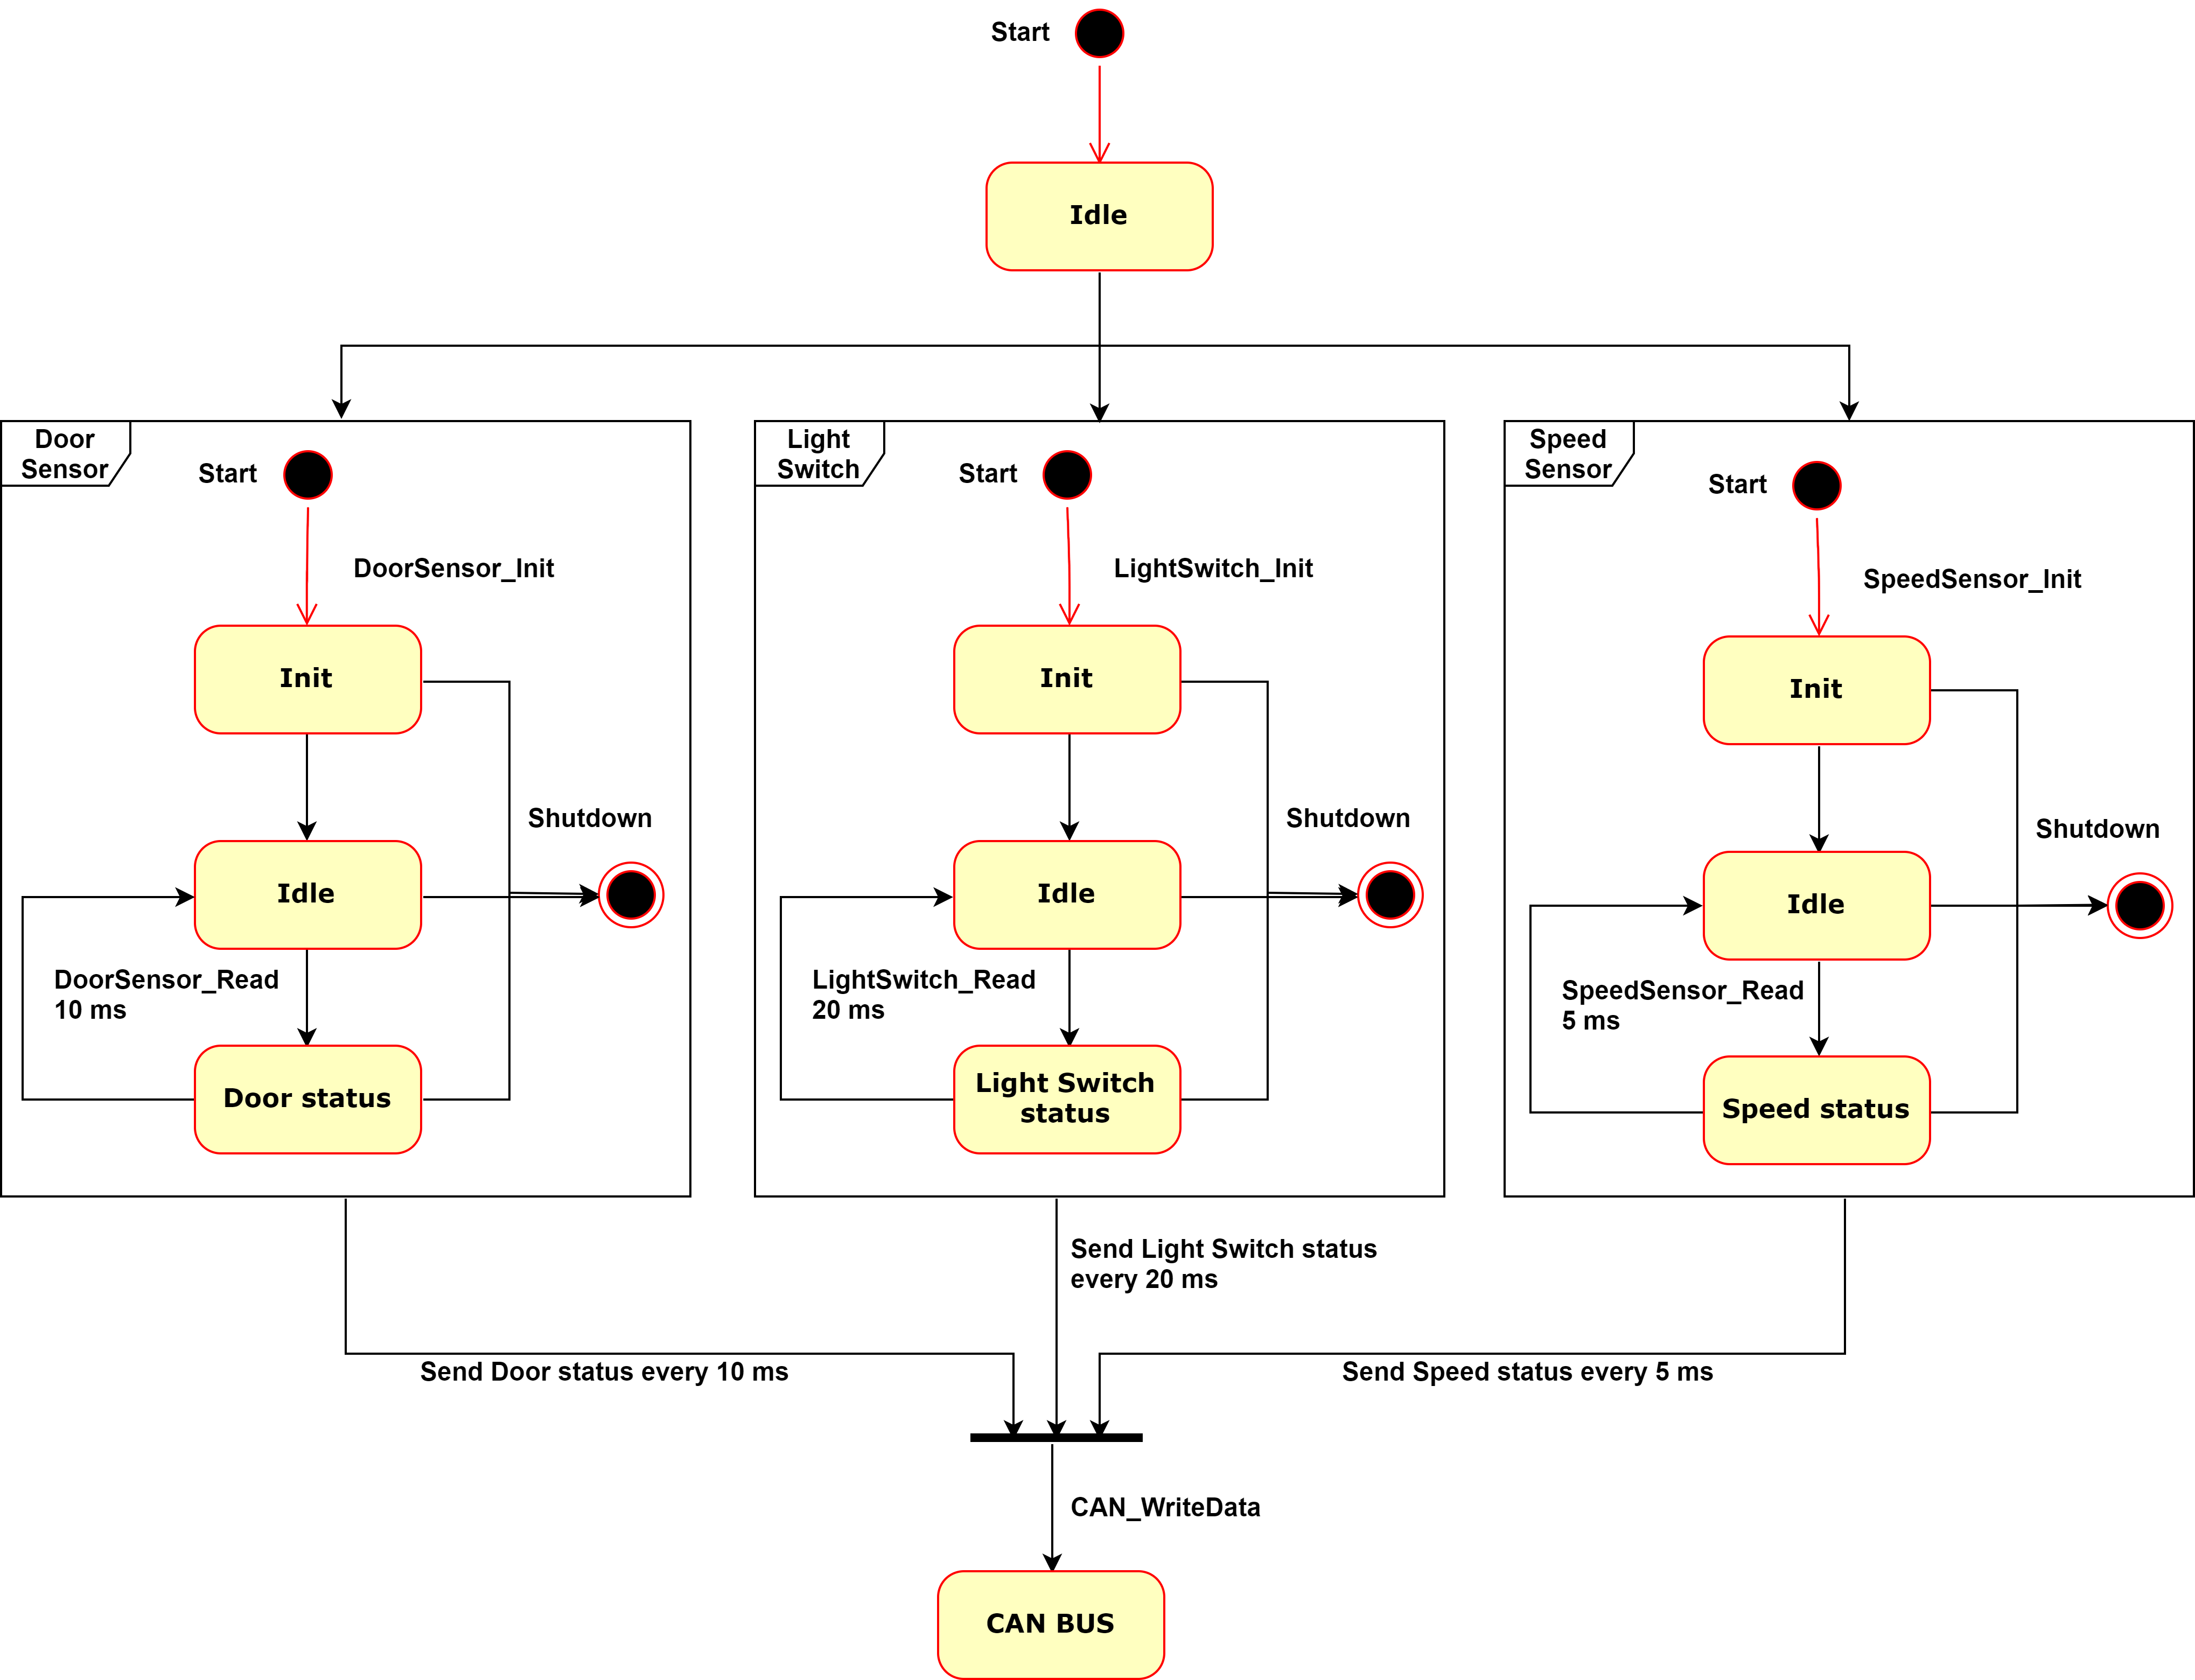 Start
Idle
Door
Sensor
Start
DoorSensor_Init
Init
Shutdown
Idle
DoorSensor_Read
10 ms
Door status
Light
Switch
Start
LightSwitch_Init
Init
Shutdown
Idle
LightSwitch_Read
20 ms
Light Switch
status
Speed
Sensor
Start
SpeedSensor_Init
Init
Shutdown
Idle
SpeedSensor_Read
5 ms
Speed status
Send Light Switch status
every 20 ms
Send Door status every 10 ms
Send Speed status every 5 ms
CAN_WriteData
CAN BUS